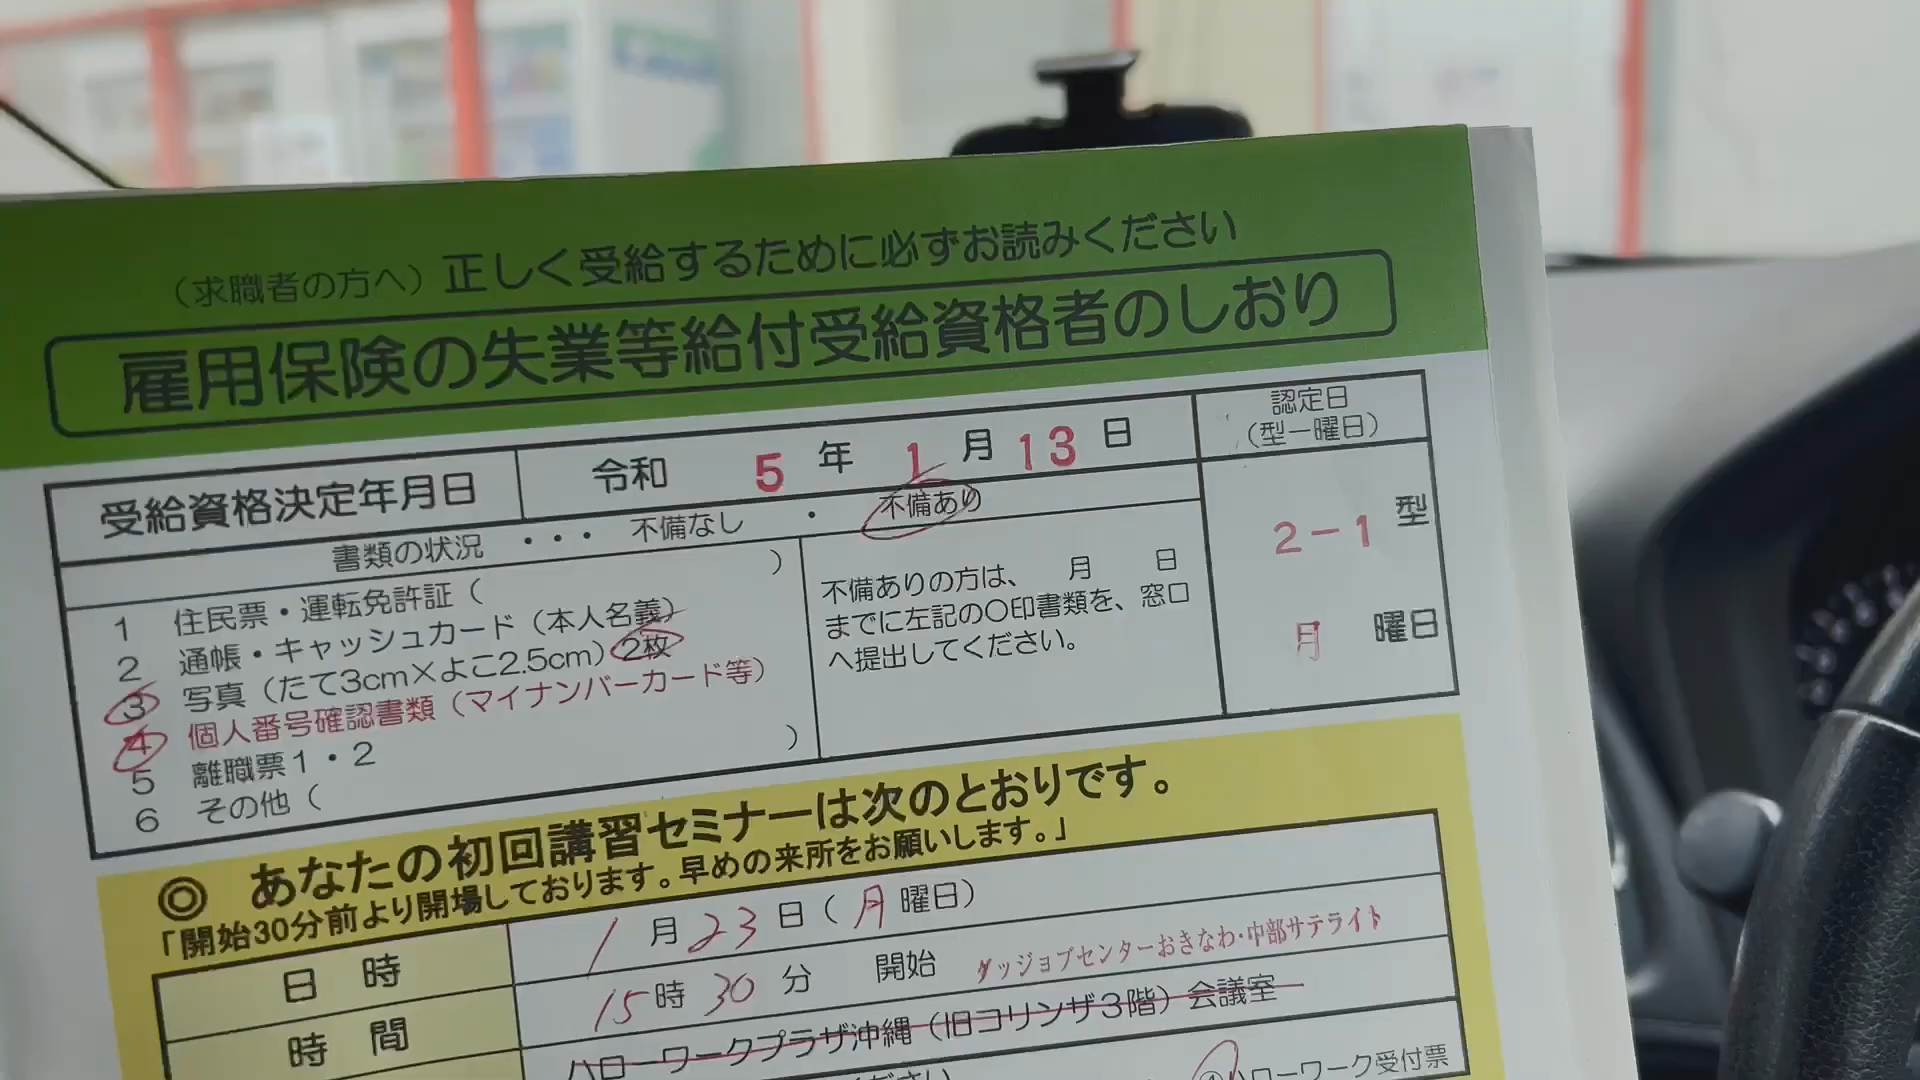 （求職者の方へ）正しく受給するために必ずお読みください
雇用保険の失業等給付受給資格者のしおり
受給資格決定年月日 令和 5 年 1 月 13 日
認定日
（型ー曜日）
書類の状況 ・・・ 不備なし ・ 不備あり
2－1 型
月 曜日
1 住民票・運転免許証（ ）
2 通帳・キャッシュカード（本人名義）
3 写真（たて3cm×よこ2.5cm）2枚
4 個人番号確認書類（マイナンバーカード等）
5 離職票1・2
6 その他（ ）
不備ありの方は、 月 日
までに左記の〇印書類を、窓口
へ提出してください。
◎ あなたの初回講習セミナーは次のとおりです。
「開始30分前より開場しております。早めの来所をお願いします。」
日 時 1 月 23 日（月 曜日）
時 間 15 時 30 分 開始
グッジョブセンターおきなわ・中部サテライト
ハローワークプラザ沖縄（旧コリンザ3階）会議室
ください
ハローワーク受付票